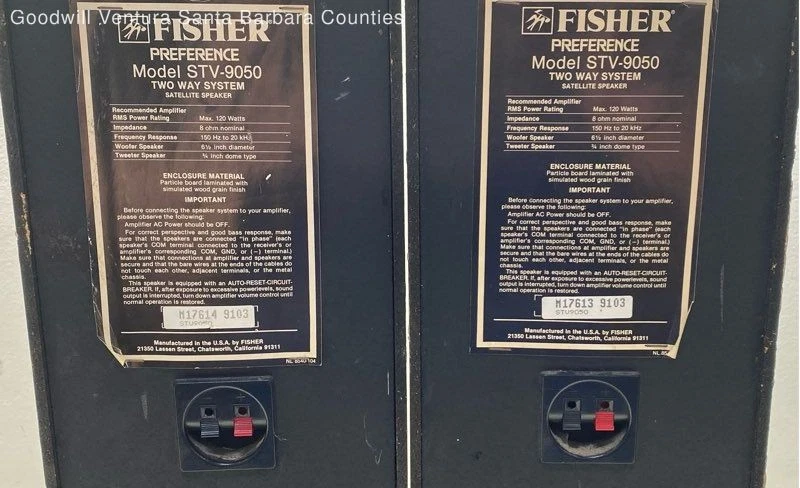 Goodwill Ventura Santa Barbara Counties
FISHER
PREFERENCE
Model STV-9050
TWO WAY SYSTEM
SATELLITE SPEAKER
Recommended Amplifier
RMS Power Rating Max. 120 Watts
Impedance 8 ohm nominal
Frequency Response 150 Hz to 20 kHz
Woofer Speaker 6½ inch diameter
Tweeter Speaker ¾ inch dome type
ENCLOSURE MATERIAL
Particle board laminated with
simulated wood grain finish
IMPORTANT
Before connecting the speaker system to your amplifier,
please observe the following:
Amplifier AC Power should be OFF.
For correct perspective and good bass response, make
sure that the speakers are connected "in phase" (each
speaker's COM terminal connected to the receiver's or
amplifier's corresponding COM, GND, or (−) terminal.)
Make sure that connections at amplifier and speakers are
secure and that the bare wires at the ends of the cables do
not touch each other, adjacent terminals, or the metal
chassis.
This speaker is equipped with an AUTO-RESET-CIRCUIT-
BREAKER. If, after exposure to excessive powerlevels, sound
output is interrupted, turn down amplifier volume control until
normal operation is restored.
M17614 9103
STV9050
Manufactured in the U.S.A. by FISHER
21350 Lassen Street, Chatsworth, California 91311
NL 8540 104
FISHER
PREFERENCE
Model STV-9050
TWO WAY SYSTEM
SATELLITE SPEAKER
Recommended Amplifier
RMS Power Rating Max. 120 Watts
Impedance 8 ohm nominal
Frequency Response 150 Hz to 20 kHz
Woofer Speaker 6½ inch diameter
Tweeter Speaker ¾ inch dome type
ENCLOSURE MATERIAL
Particle board laminated with
simulated wood grain finish
IMPORTANT
Before connecting the speaker system to your amplifier,
please observe the following:
Amplifier AC Power should be OFF.
For correct perspective and good bass response, make
sure that the speakers are connected "in phase" (each
speaker's COM terminal connected to the receiver's or
amplifier's corresponding COM, GND, or (−) terminal.)
Make sure that connections at amplifier and speakers are
secure and that the bare wires at the ends of the cables do
not touch each other, adjacent terminals, or the metal
chassis.
This speaker is equipped with an AUTO-RESET-CIRCUIT-
BREAKER. If, after exposure to excessive powerlevels, sound
output is interrupted, turn down amplifier volume control until
normal operation is restored.
M17613 9103
STV9050
Manufactured in the U.S.A. by FISHER
21350 Lassen Street, Chatsworth, California 91311
NL 854